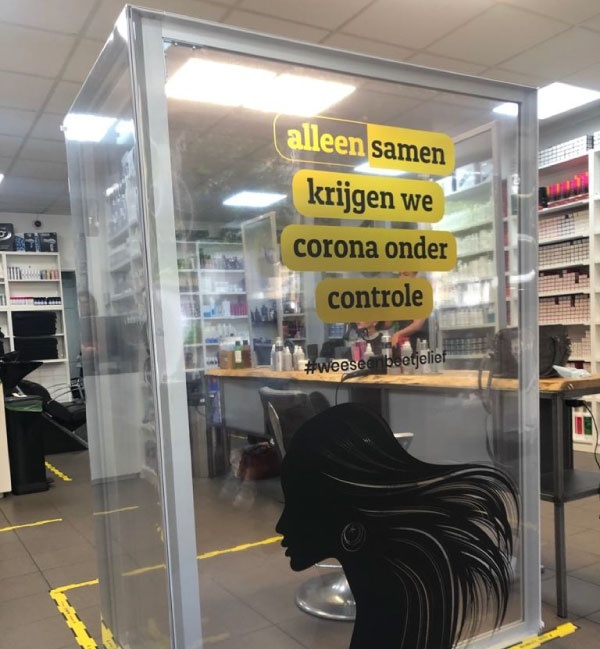 alleen samen
krijgen we
corona onder
controle
#weeseenbeetjelief